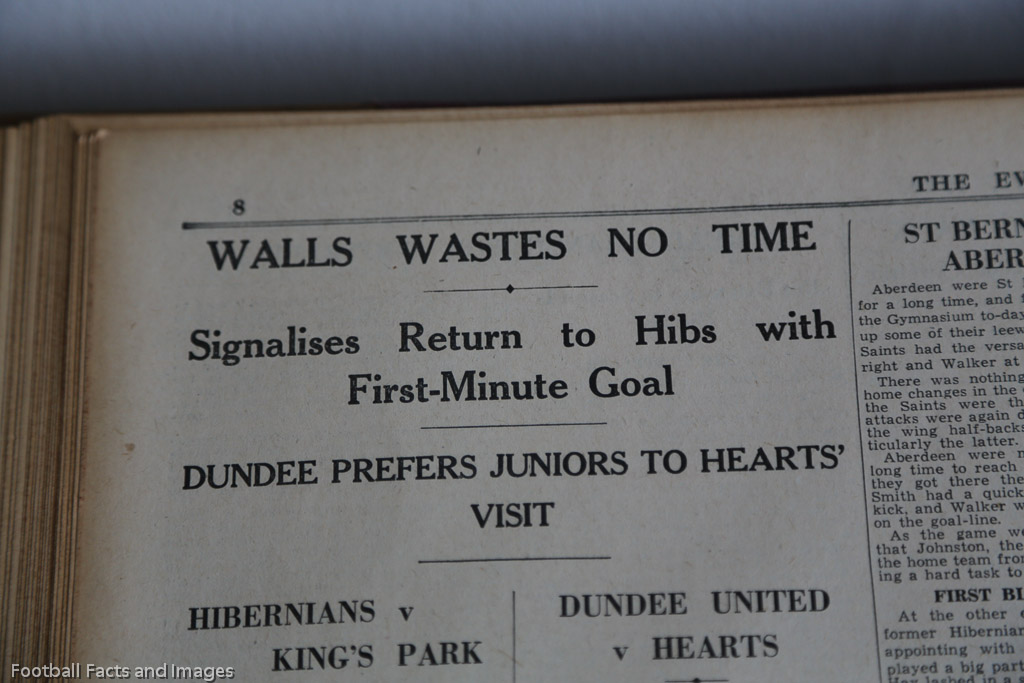 8
THE
WALLS WASTES NO TIME
Signalises Return to Hibs with
First-Minute Goal
DUNDEE PREFERS JUNIORS TO HEARTS'
VISIT
HIBERNIANS v
KING'S PARK
DUNDEE UNITED
v HEARTS
ST BERN
ABER
Aberdeen were St
for a long time, and
the Gymnasium to-day
up some of their leew
Saints had the versa
right and Walker at
There was nothing
home changes in the
the Saints were th
attacks were again d
the wing half-backs
ticularly the latter.
Aberdeen were n
long time to reach
they got there the
Smith had a quick
kick, and Walker w
on the goal-line.
As the game we
that Johnston, the
the home team from
ing a hard task to
FIRST BL
At the other
former Hibernian
appointing with
played a big part
lashed in a
Football Facts and Images